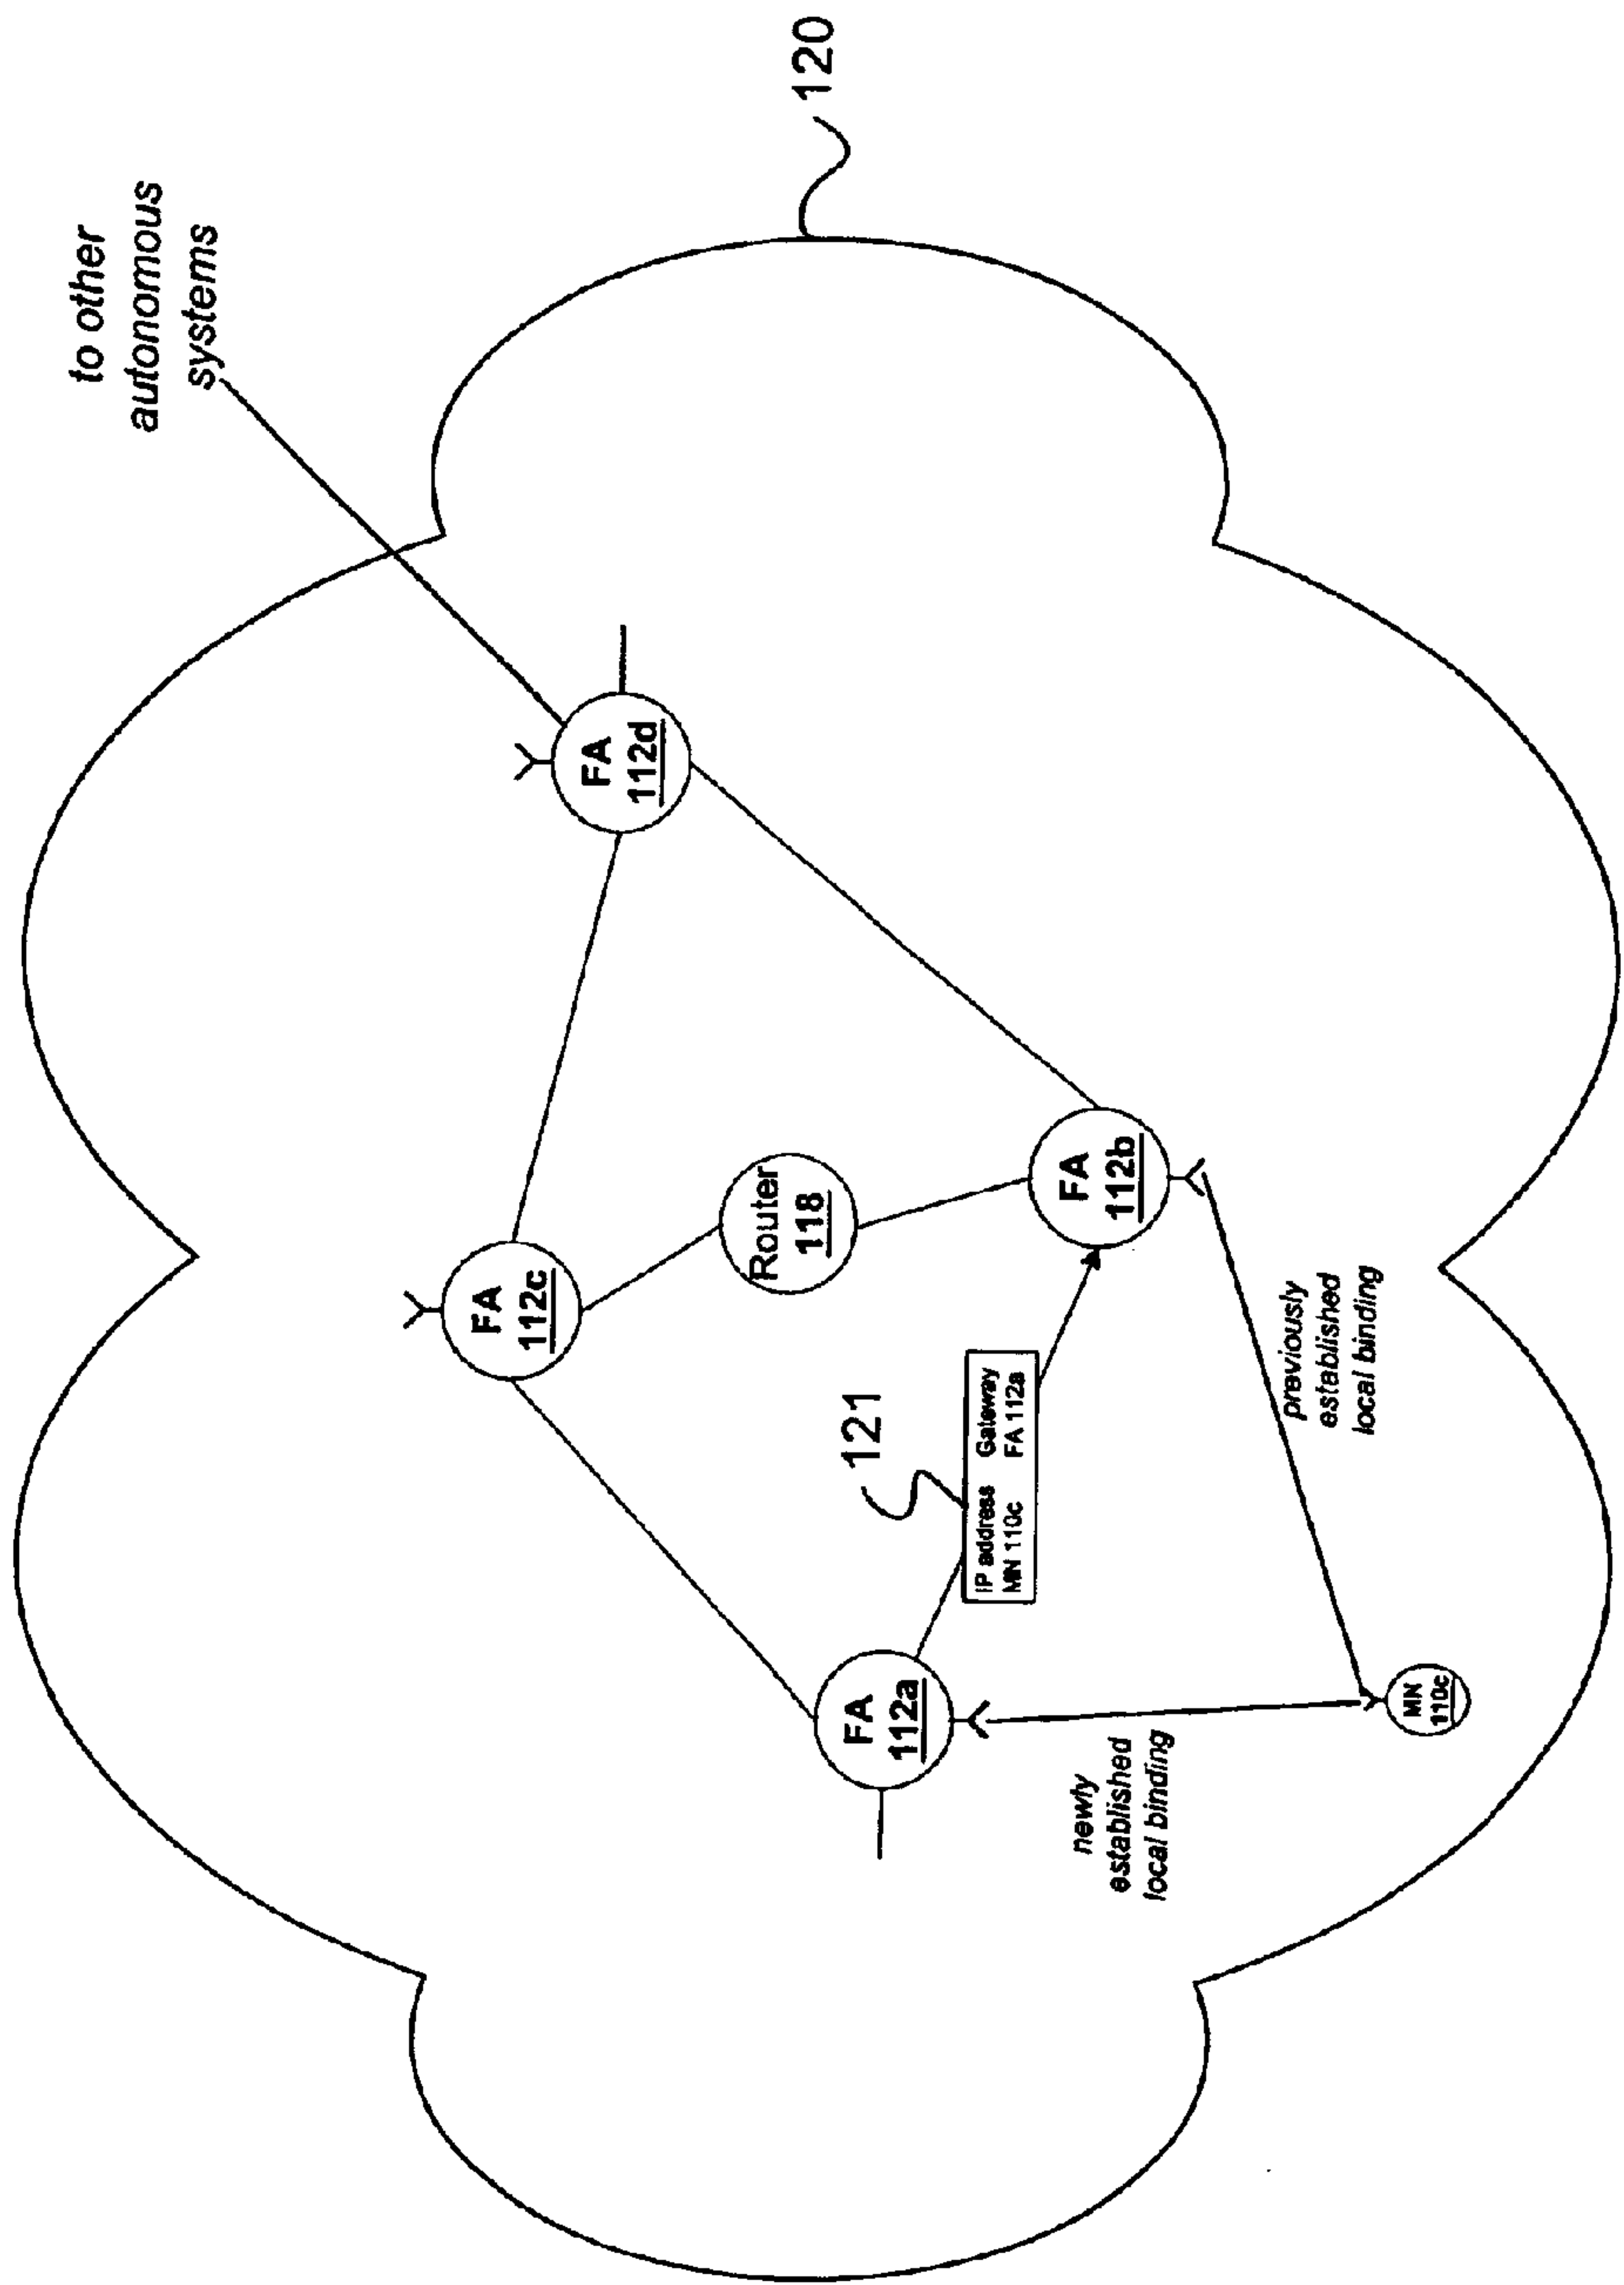 to other
autonomous
systems
120
FA
112d
FA
112c
Router
118
FA
112b
121
IP address Gateway
MN 110c FA 112a
FA
112a
previously
established
local binding
newly
established
local binding
MN
110c